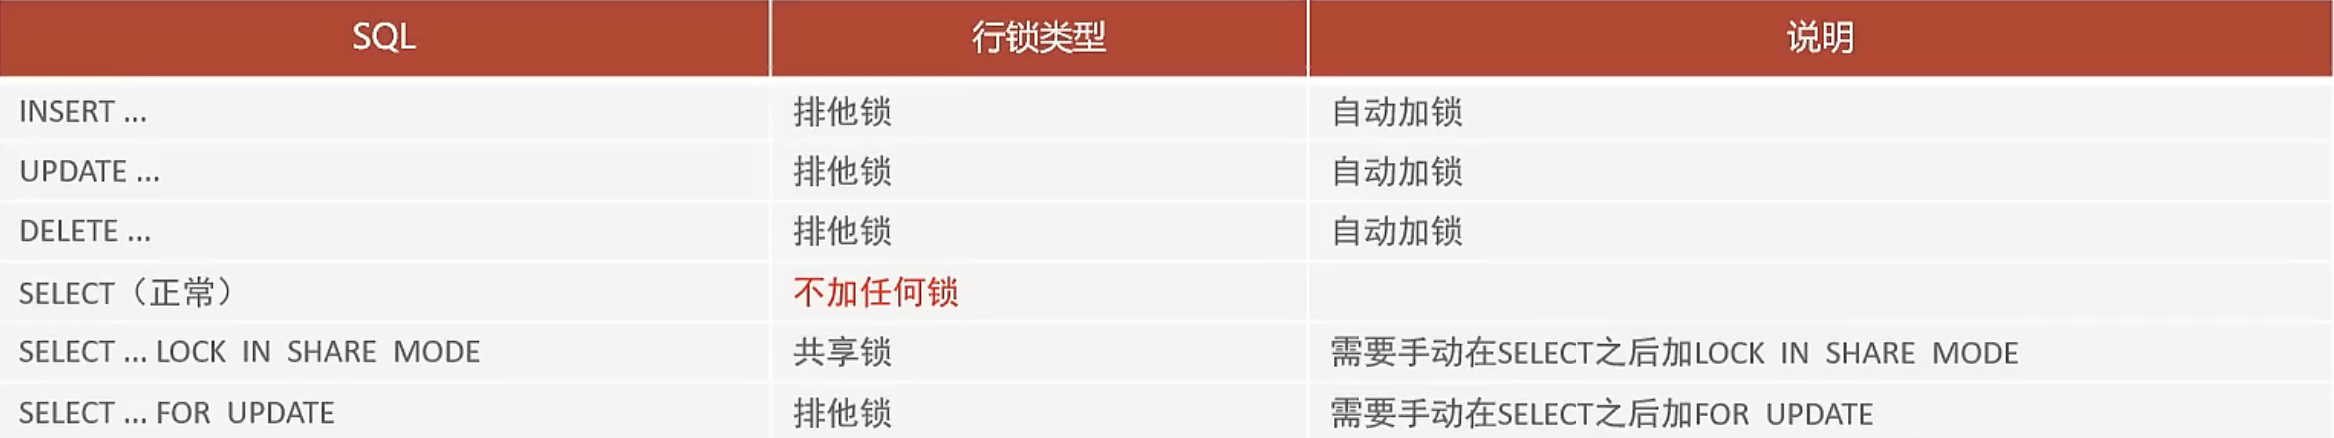 SQL 行锁类型 说明
INSERT ... 排他锁 自动加锁
UPDATE ... 排他锁 自动加锁
DELETE ... 排他锁 自动加锁
SELECT（正常） 不加任何锁
SELECT ... LOCK IN SHARE MODE 共享锁 需要手动在SELECT之后加LOCK IN SHARE MODE
SELECT ... FOR UPDATE 排他锁 需要手动在SELECT之后加FOR UPDATE